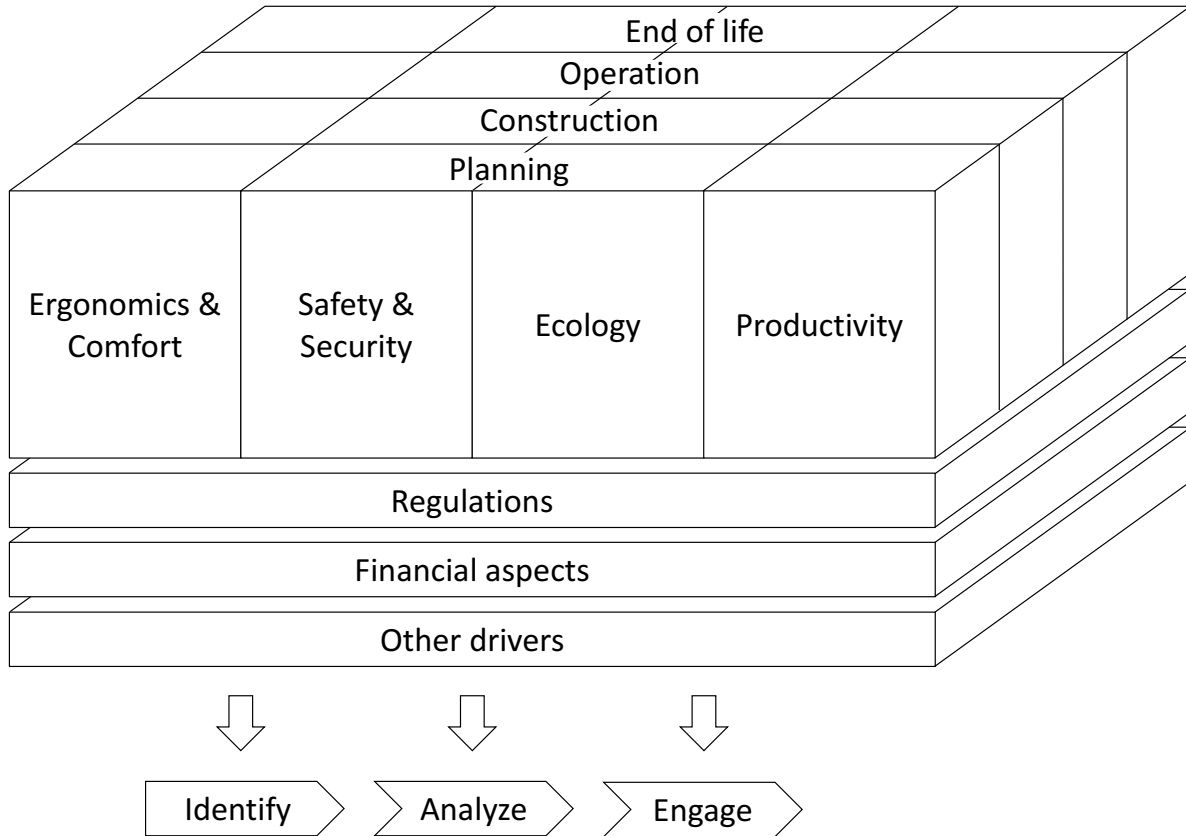 End of life
Operation
Construction
Planning
Ergonomics &
Comfort
Safety &
Security
Ecology
Productivity
Regulations
Financial aspects
Other drivers
Identify
Analyze
Engage